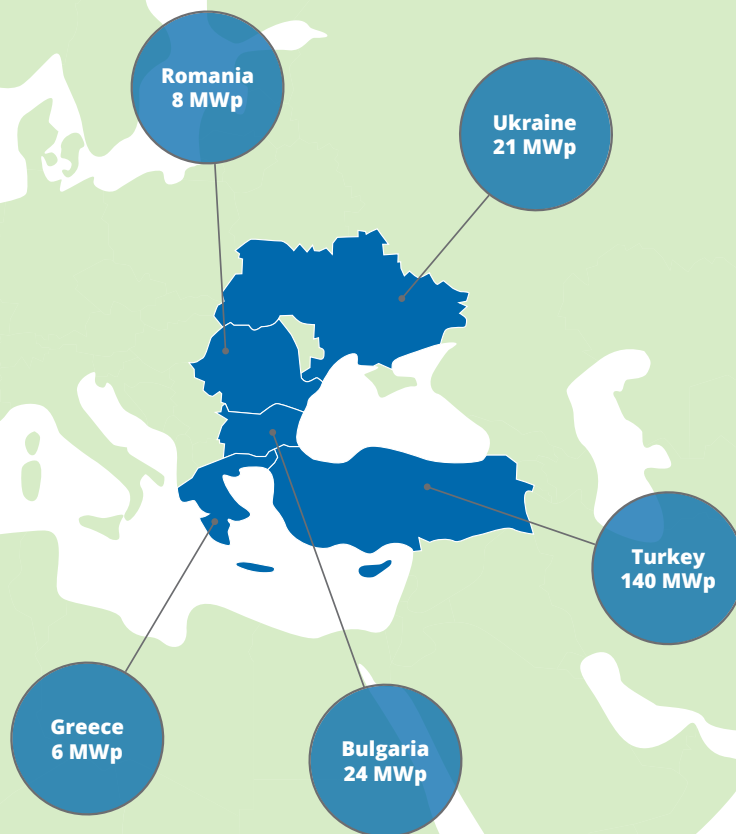 Romania
8 MWp
Ukraine
21 MWp
Turkey
140 MWp
Greece
6 MWp
Bulgaria
24 MWp